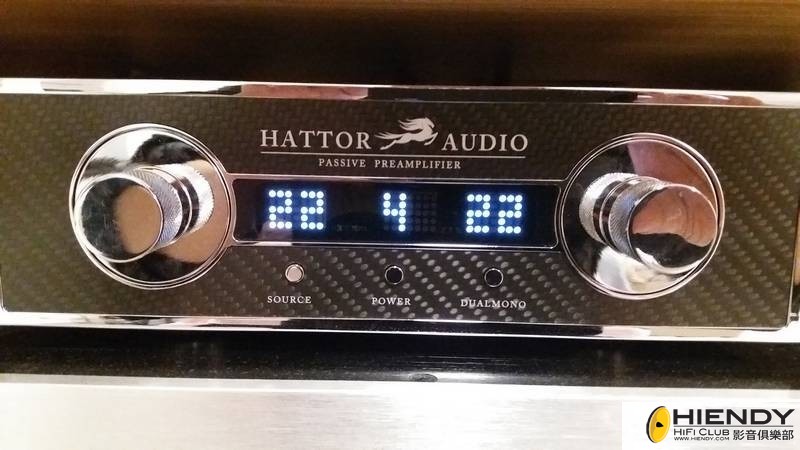 HATTOR AUDIO
PASSIVE PREAMPLIFIER
22 4 22
SOURCE POWER DUALMONO
HIENDY
HiFi CLUB 影音俱樂部
WWW.HIENDY.COM